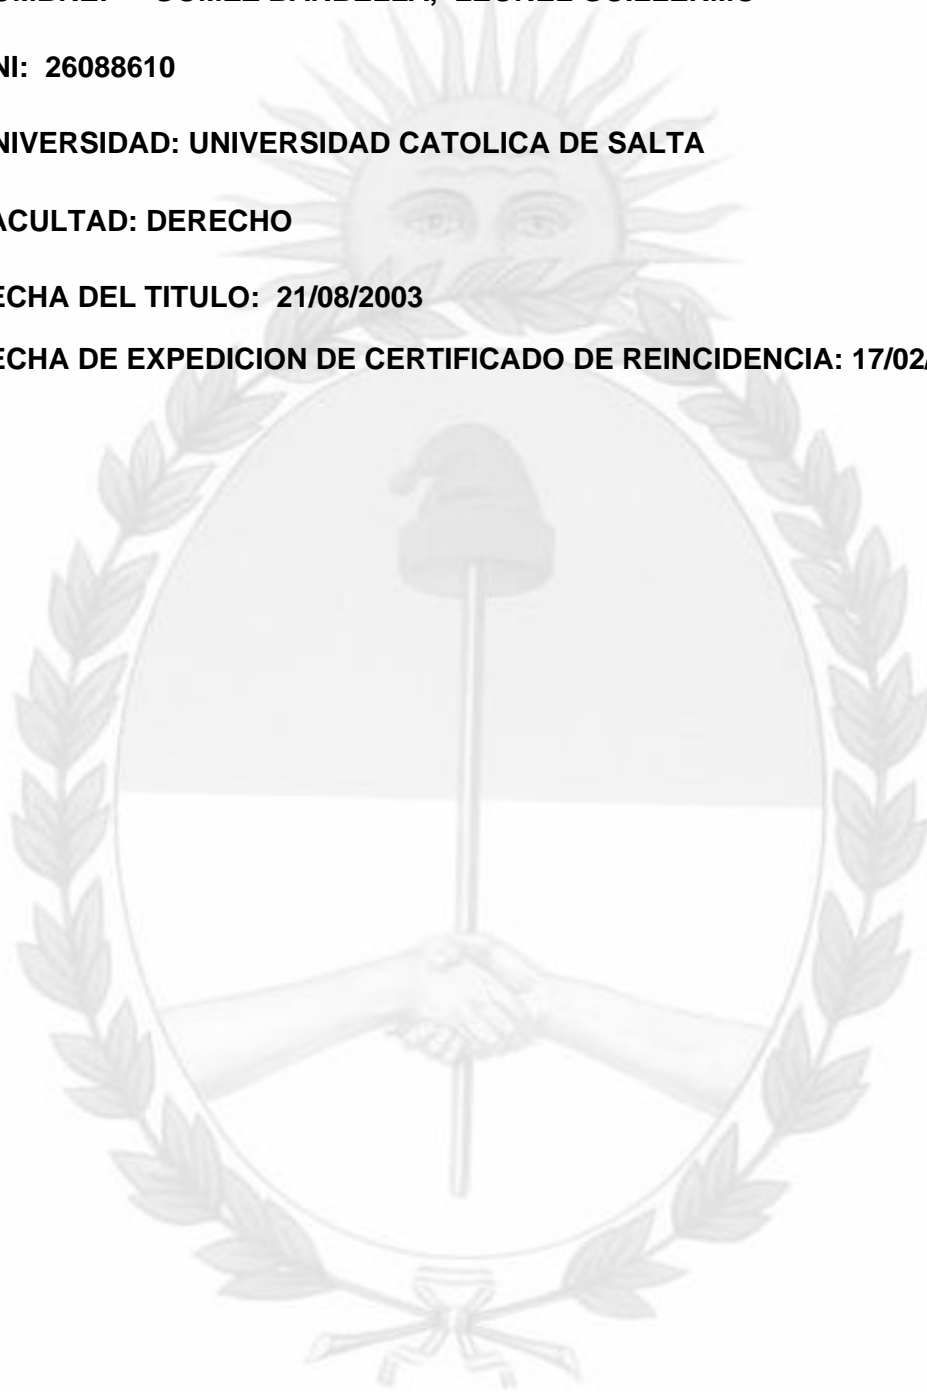 NI: 26088610
NIVERSIDAD: UNIVERSIDAD CATOLICA DE SALTA
ACULTAD: DERECHO
ECHA DEL TITULO: 21/08/2003
ECHA DE EXPEDICION DE CERTIFICADO DE REINCIDENCIA: 17/02/